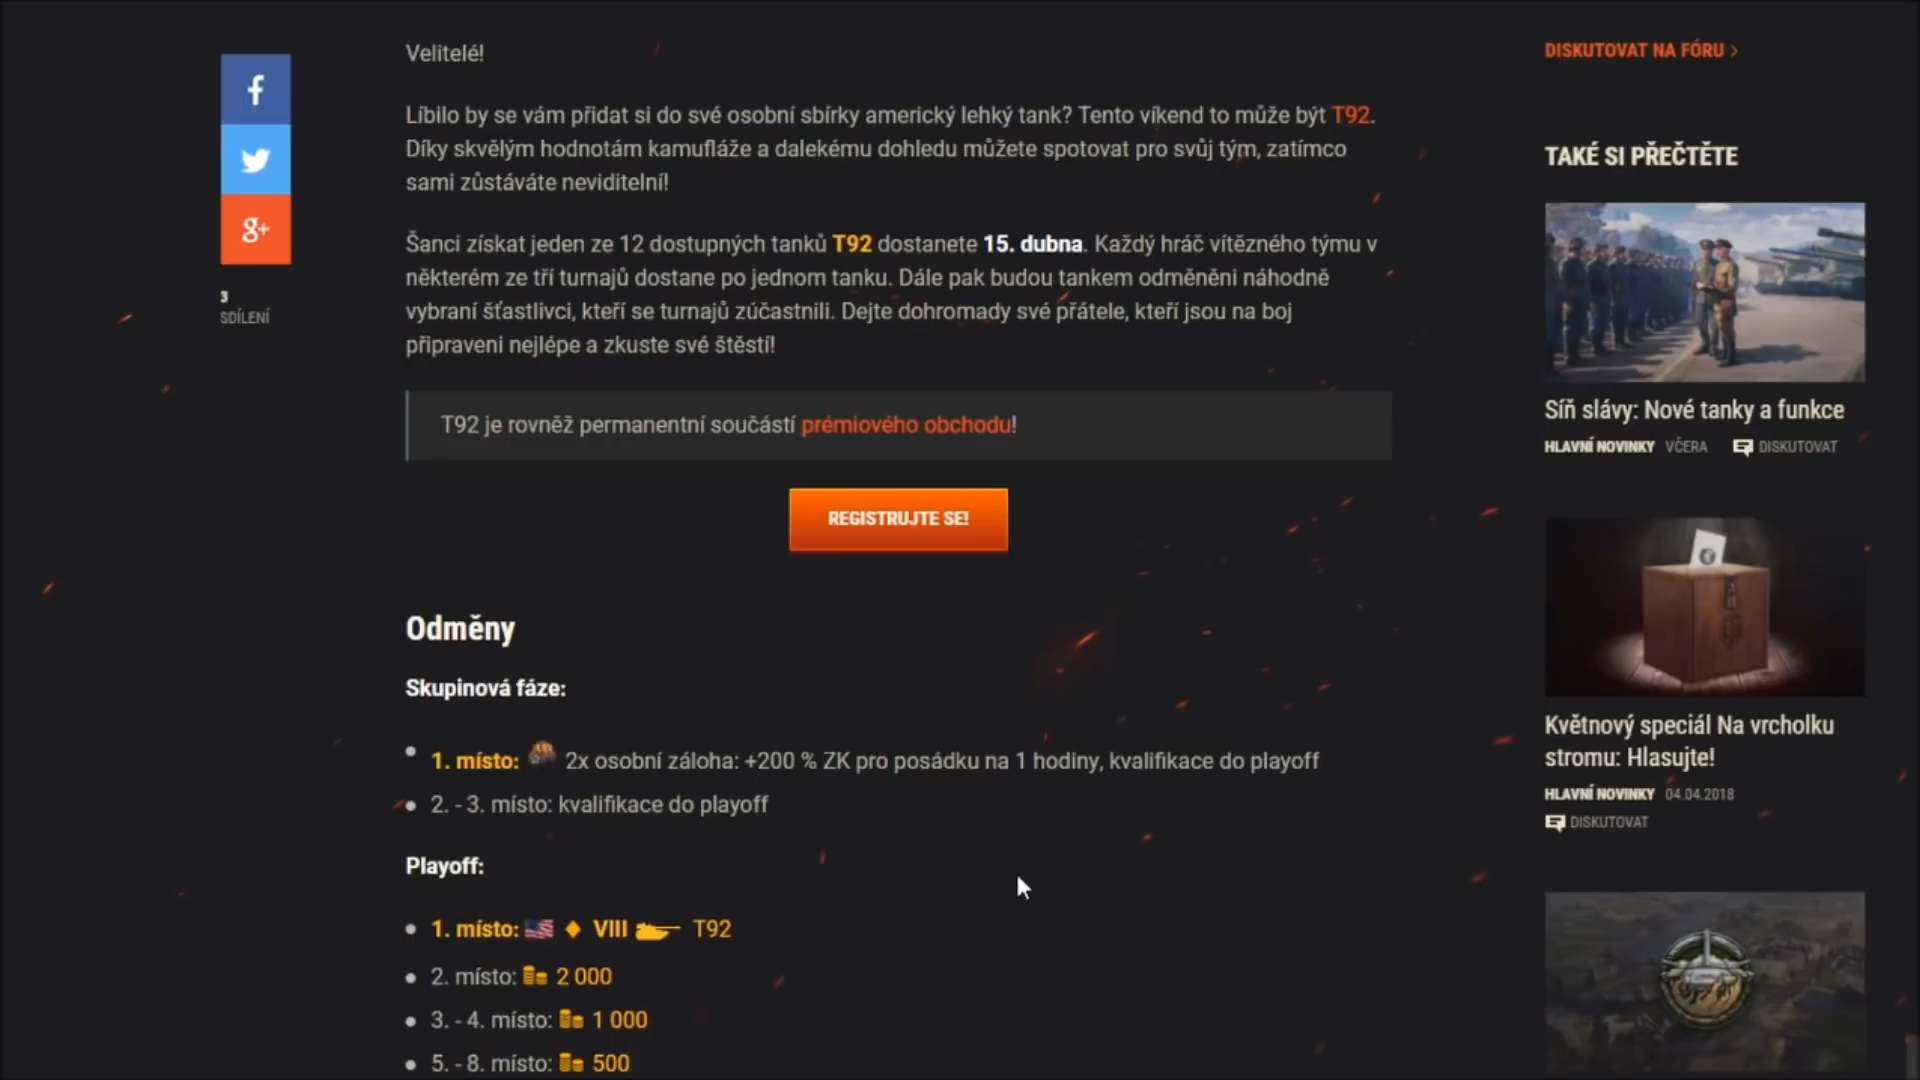 f
g+
3
SDÍLENÍ
Velitelé!
Líbilo by se vám přidat si do své osobní sbírky americký lehký tank? Tento víkend to může být T92.
Díky skvělým hodnotám kamufláže a dalekému dohledu můžete spotovat pro svůj tým, zatímco
sami zůstáváte neviditelní!
Šanci získat jeden ze 12 dostupných tanků T92 dostanete 15. dubna. Každý hráč vítězného týmu v
některém ze tří turnajů dostane po jednom tanku. Dále pak budou tankem odměněni náhodně
vybraní šťastlivci, kteří se turnajů zúčastnili. Dejte dohromady své přátele, kteří jsou na boj
připraveni nejlépe a zkuste své štěstí!
T92 je rovněž permanentní součástí prémiového obchodu!
REGISTRUJTE SE!
Odměny
Skupinová fáze:
1. místo: 2x osobní záloha: +200 % ZK pro posádku na 1 hodiny, kvalifikace do playoff
2. - 3. místo: kvalifikace do playoff
Playoff:
1. místo: VIII T92
2. místo: 2 000
3. - 4. místo: 1 000
5. - 8. místo: 500
DISKUTOVAT NA FÓRU >
TAKÉ SI PŘEČTĚTE
Síň slávy: Nové tanky a funkce
HLAVNÍ NOVINKY VČERA DISKUTOVAT
Květnový speciál Na vrcholku
stromu: Hlasujte!
HLAVNÍ NOVINKY 04.04.2018
DISKUTOVAT